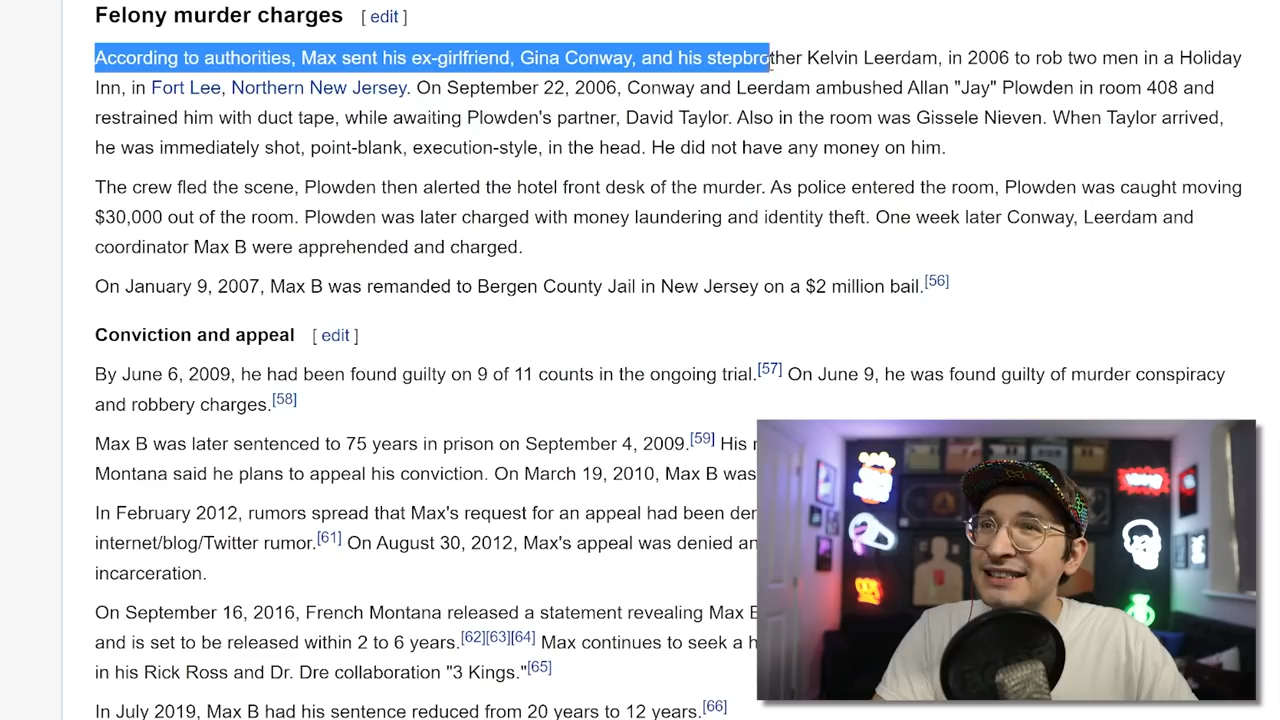 Felony murder charges [ edit ]
According to authorities, Max sent his ex-girlfriend, Gina Conway, and his stepbrother Kelvin Leerdam, in 2006 to rob two men in a Holiday
Inn, in Fort Lee, Northern New Jersey. On September 22, 2006, Conway and Leerdam ambushed Allan "Jay" Plowden in room 408 and
restrained him with duct tape, while awaiting Plowden's partner, David Taylor. Also in the room was Gissele Nieven. When Taylor arrived,
he was immediately shot, point-blank, execution-style, in the head. He did not have any money on him.
The crew fled the scene, Plowden then alerted the hotel front desk of the murder. As police entered the room, Plowden was caught moving
$30,000 out of the room. Plowden was later charged with money laundering and identity theft. One week later Conway, Leerdam and
coordinator Max B were apprehended and charged.
On January 9, 2007, Max B was remanded to Bergen County Jail in New Jersey on a $2 million bail.[56]
Conviction and appeal [ edit ]
By June 6, 2009, he had been found guilty on 9 of 11 counts in the ongoing trial.[57] On June 9, he was found guilty of murder conspiracy
and robbery charges.[58]
Max B was later sentenced to 75 years in prison on September 4, 2009.[59] His
Montana said he plans to appeal his conviction. On March 19, 2010, Max B was
In February 2012, rumors spread that Max's request for an appeal had been
internet/blog/Twitter rumor.[61] On August 30, 2012, Max's appeal was denied
incarceration.
On September 16, 2016, French Montana released a statement revealing Max
and is set to be released within 2 to 6 years.[62][63][64] Max continues to seek a
in his Rick Ross and Dr. Dre collaboration "3 Kings."[65]
In July 2019, Max B had his sentence reduced from 20 years to 12 years.[66]